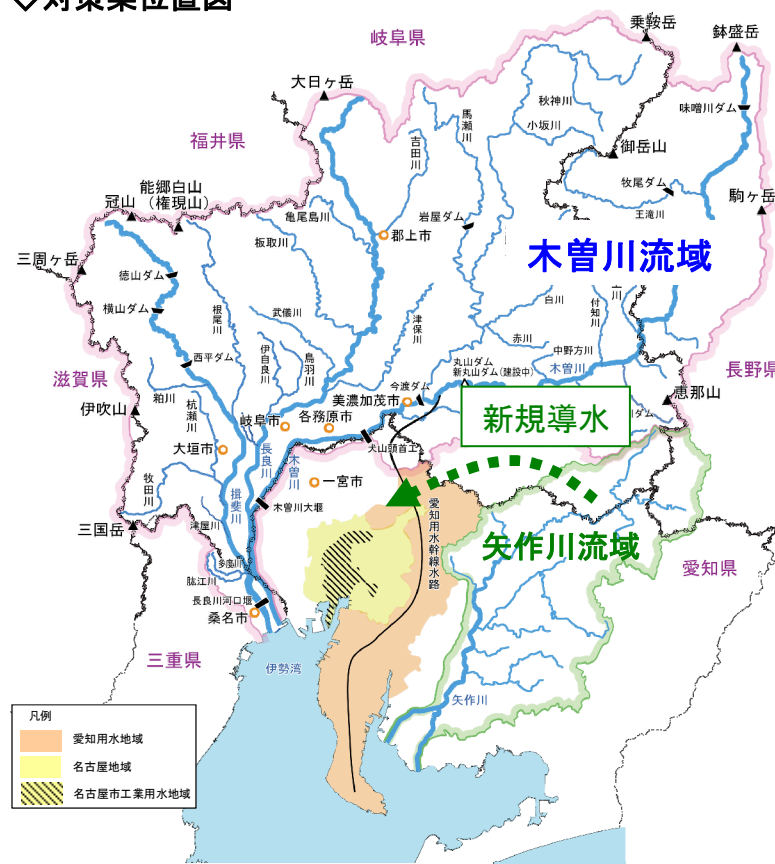 ◇対策案位置図
岐阜県
乗鞍岳
鉢盛岳
大日ヶ岳
秋神川
馬瀬川
味噌川ダム
小坂川
福井県
吉田川
御岳山
牧尾ダム
能郷白山
(権現山)
冠山
亀尾島川
岩屋ダム
王滝川
駒ヶ岳
板取川
郡上市
三周ヶ岳
木曽川流域
徳山ダム
横山ダム
根尾川
武儀川
津保川
白川
付知川
川
赤川
伊自良川
鳥羽川
西平ダム
丸山ダム
新丸山ダム(建設中)
中野方川
木曽川
長野県
滋賀県
粕川
杭瀬川
今渡ダム
美濃加茂市
恵那山
伊吹山
岐阜市
各務原市
新規導水
ダム
大垣市
長良川
木曽川
犬山頭首工
牧田川
揖斐川
一宮市
木曽川大堰
愛知用水幹線水路
三国岳
津屋川
矢作川流域
多度川
愛知県
肱江川
長良川河口堰
桑名市
三重県
伊勢湾
矢作川
凡例
愛知用水地域
名古屋地域
名古屋市工業用水地域